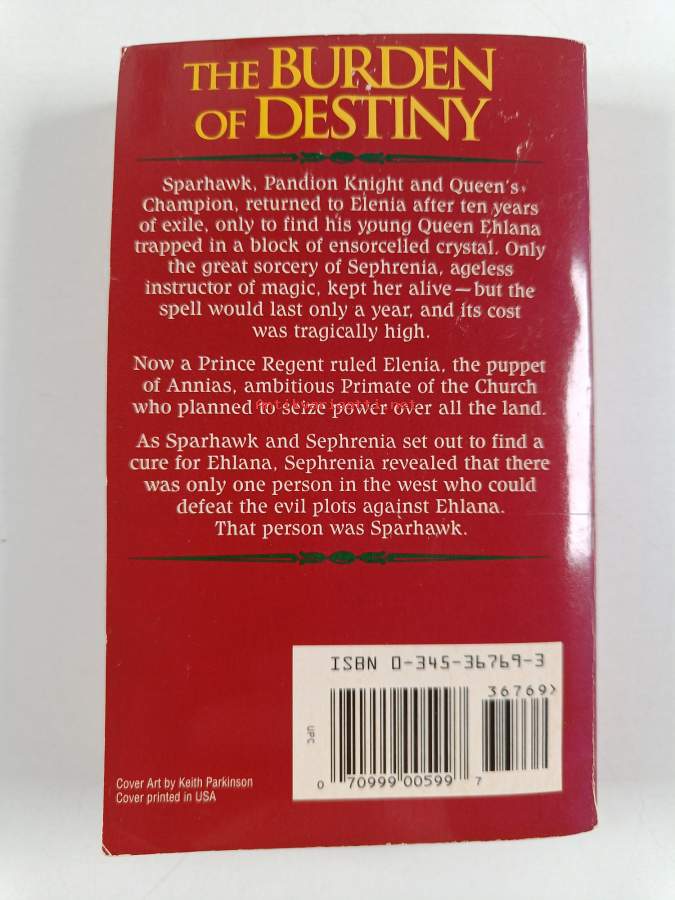 THE BURDEN
OF DESTINY
Sparhawk, Pandion Knight and Queen's
Champion, returned to Elenia after ten years
of exile, only to find his young Queen Ehlana
trapped in a block of ensorcelled crystal. Only
the great sorcery of Sephrenia, ageless
instructor of magic, kept her alive—but the
spell would last only a year, and its cost
was tragically high.
Now a Prince Regent ruled Elenia, the puppet
of Annias, ambitious Primate of the Church
who planned to seize power over all the land.
As Sparhawk and Sephrenia set out to find a
cure for Ehlana, Sephrenia revealed that there
was only one person in the west who could
defeat the evil plots against Ehlana.
That person was Sparhawk.
ISBN 0-345-36769-3
36769>
UPC
0 70999 00599 7
Cover Art by Keith Parkinson
Cover printed in USA